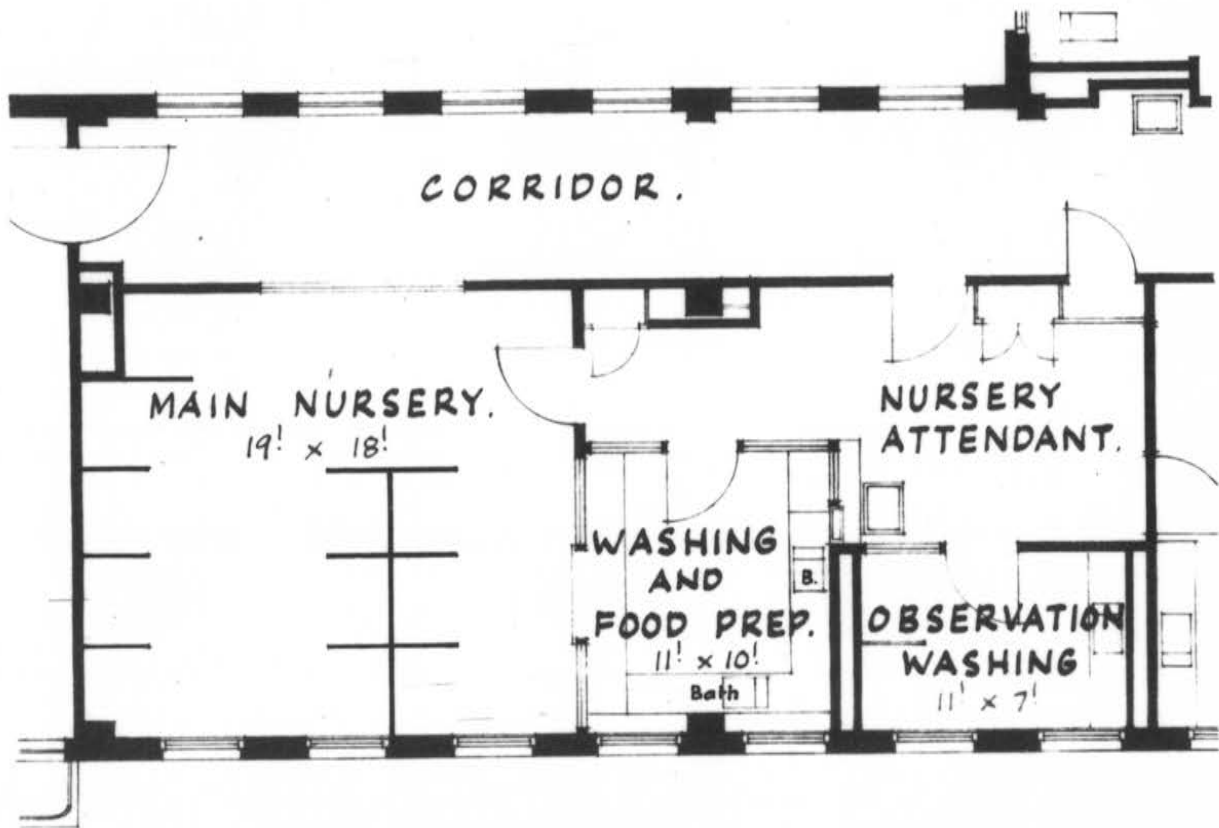 CORRIDOR.
MAIN NURSERY.
19' x 18'
NURSERY
ATTENDANT.
WASHING
AND
FOOD PREP.
11' x 10'
B.
Bath
OBSERVATION
WASHING
11' x 7'